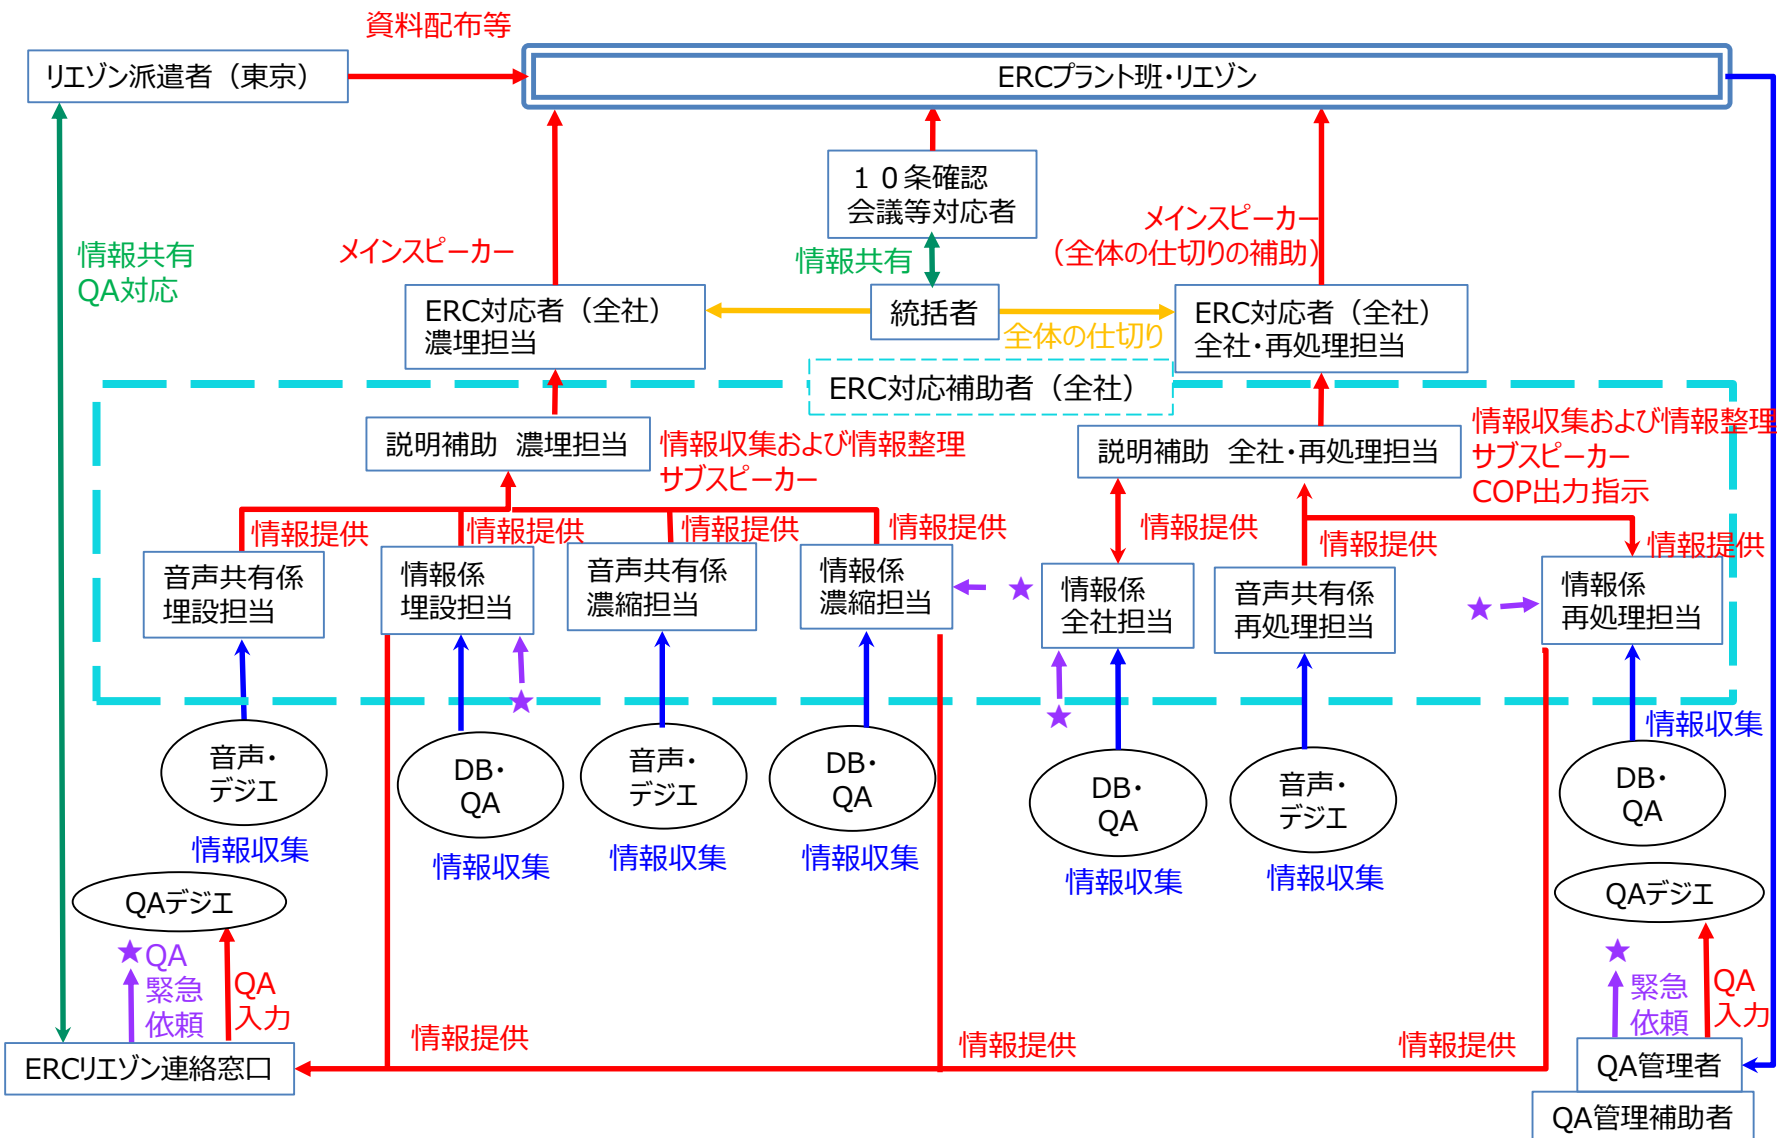 資料配布等
リエゾン派遣者（東京）
ERCプラント班・リエゾン
１０条確認
会議等対応者
情報共有
QA対応
メインスピーカー
情報共有
メインスピーカー
（全体の仕切りの補助）
ERC対応者（全社）
濃埋担当
統括者
全体の仕切り
ERC対応者（全社）
全社・再処理担当
ERC対応補助者（全社）
説明補助　濃埋担当
情報収集および情報整理
サブスピーカー
説明補助　全社・再処理担当
情報収集および情報整理
サブスピーカー
COP出力指示
情報提供
情報提供
情報提供
情報提供
情報提供
情報提供
情報提供
音声共有係
埋設担当
情報係
埋設担当
音声共有係
濃縮担当
情報係
濃縮担当
★
情報係
全社担当
音声共有係
再処理担当
★
情報係
再処理担当
★
★
音声・
デジエ
DB・
QA
音声・
デジエ
DB・
QA
DB・
QA
音声・
デジエ
情報収集
DB・
QA
情報収集
情報収集
情報収集
情報収集
情報収集
情報収集
QAデジエ
QAデジエ
★QA
緊急
依頼
QA
入力
★
緊急
依頼
QA
入力
情報提供
情報提供
情報提供
ERCリエゾン連絡窓口
QA管理者
QA管理補助者